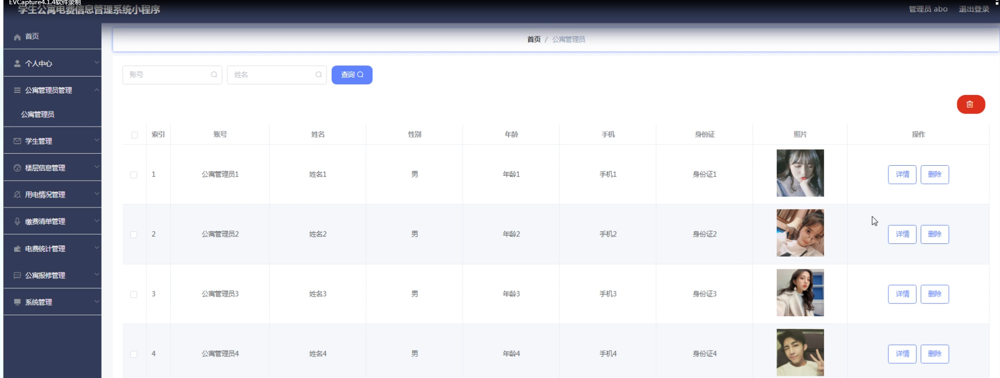 EVCapture4.1.4软件录制
学生公寓电费信息管理系统小程序
管理员 abo 退出登录
首页
个人中心
公寓管理员管理
公寓管理员
学生管理
楼层信息管理
用电情况管理
缴费清单管理
电费统计管理
公寓报修管理
系统管理
首页 / 公寓管理员
账号 姓名 查询
索引 账号 姓名 性别 年龄 手机 身份证 照片 操作
1 公寓管理员1 姓名1 男 年龄1 手机1 身份证1 详情 删除
2 公寓管理员2 姓名2 男 年龄2 手机2 身份证2 详情 删除
3 公寓管理员3 姓名3 男 年龄3 手机3 身份证3 详情 删除
4 公寓管理员4 姓名4 男 年龄4 手机4 身份证4 详情 删除